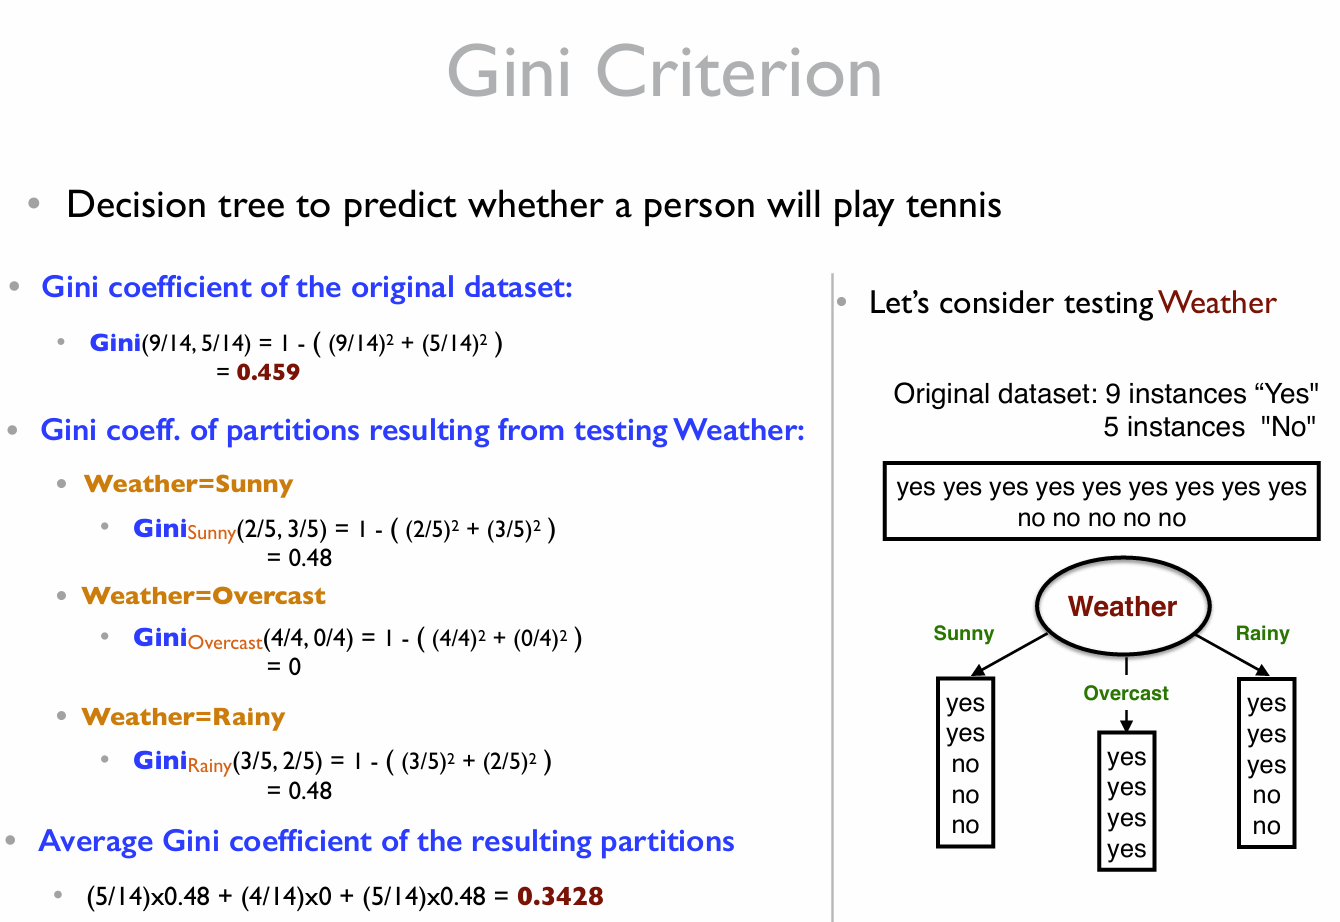 Gini Criterion
• Decision tree to predict whether a person will play tennis
• Gini coefficient of the original dataset:
• Gini(9/14, 5/14) = 1 - ( (9/14)² + (5/14)² )
= 0.459
• Gini coeff. of partitions resulting from testing Weather:
• Weather=Sunny
• GiniSunny(2/5, 3/5) = 1 - ( (2/5)² + (3/5)² )
= 0.48
• Weather=Overcast
• GiniOvercast(4/4, 0/4) = 1 - ( (4/4)² + (0/4)² )
= 0
• Weather=Rainy
• GiniRainy(3/5, 2/5) = 1 - ( (3/5)² + (2/5)² )
= 0.48
• Average Gini coefficient of the resulting partitions
• (5/14)x0.48 + (4/14)x0 + (5/14)x0.48 = 0.3428
• Let’s consider testing Weather
Original dataset: 9 instances “Yes"
5 instances "No"
yes yes yes yes yes yes yes yes yes
no no no no no
Weather
Sunny
Overcast
Rainy
yes
yes
no
no
no
yes
yes
yes
yes
yes
yes
yes
no
no